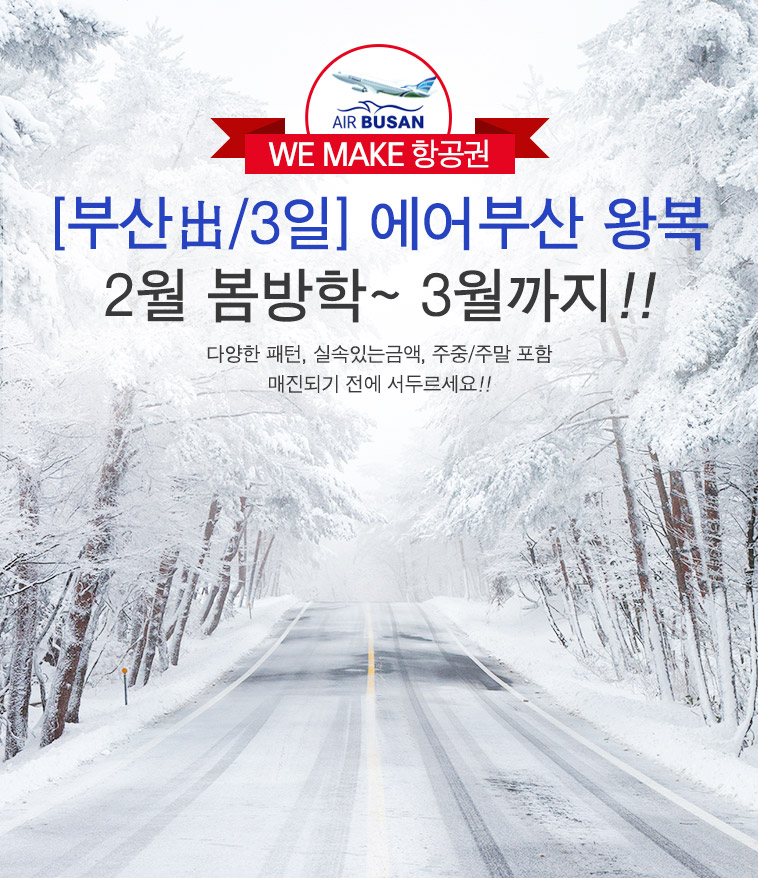 AIR BUSAN
WE MAKE 항공권
[부산出/3일] 에어부산 왕복
2월 봄방학~ 3월까지!!
다양한 패턴, 실속있는금액, 주중/주말 포함
매진되기 전에 서두르세요!!